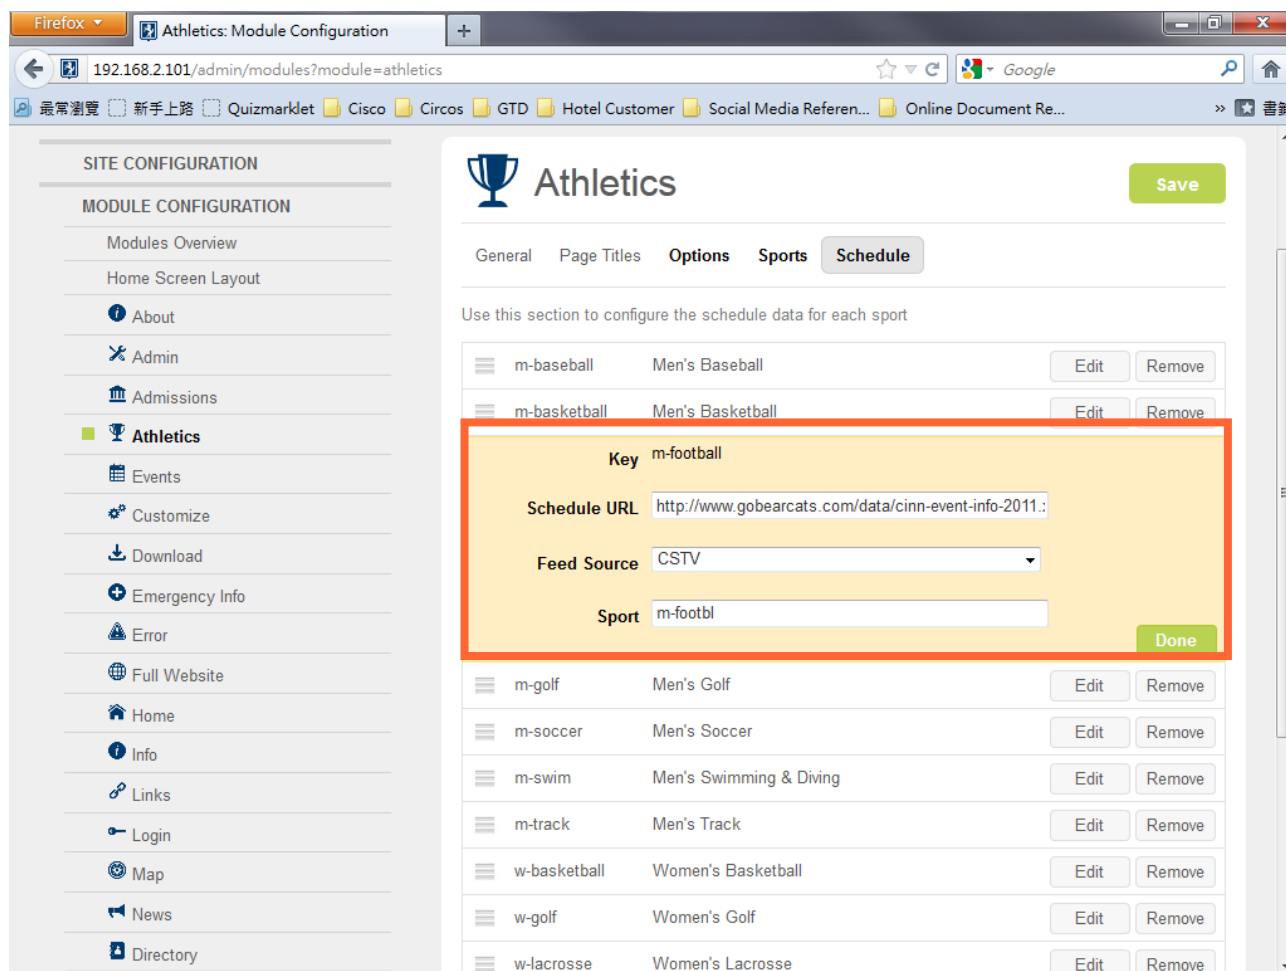 Firefox
Athletics: Module Configuration
192.168.2.101/admin/modules?module=athletics
Google
最常瀏覽 新手上路 Quizmarklet Cisco Circos GTD Hotel Customer Social Media Referen... Online Document Re... » 書籤
SITE CONFIGURATION
MODULE CONFIGURATION
Modules Overview
Home Screen Layout
About
Admin
Admissions
Athletics
Events
Customize
Download
Emergency Info
Error
Full Website
Home
Info
Links
Login
Map
News
Directory
Athletics
Save
General Page Titles Options Sports Schedule
Use this section to configure the schedule data for each sport
m-baseball Men's Baseball Edit Remove
m-basketball Men's Basketball Edit Remove
Key m-football
Schedule URL http://www.gobearcats.com/data/cinn-event-info-2011.
Feed Source CSTV
Sport m-footbl
Done
m-golf Men's Golf Edit Remove
m-soccer Men's Soccer Edit Remove
m-swim Men's Swimming & Diving Edit Remove
m-track Men's Track Edit Remove
w-basketball Women's Basketball Edit Remove
w-golf Women's Golf Edit Remove
w-lacrosse Women's Lacrosse Edit Remove